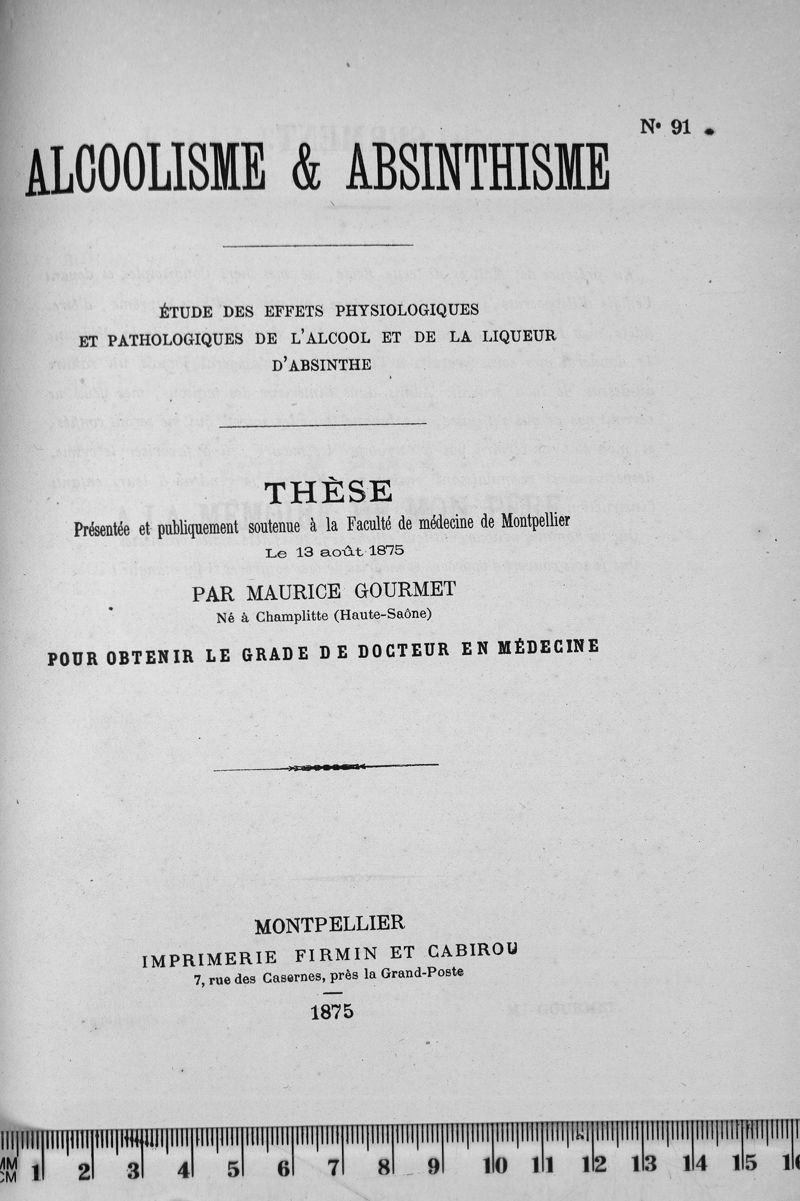 N• 91
ALCOOLISME & ABSINTHISME
ÉTUDE DES EFFETS PHYSIOLOGIQUES
ET PATHOLOGIQUES DE L'ALCOOL ET DE LA LIQUEUR
D'ABSINTHE
THÈSE
Présentée et publiquement soutenue à la Faculté de médecine de Montpellier
Le 13 août 1875
PAR MAURICE GOURMET
Né à Champlitte (Haute-Saône)
POUR OBTENIR LE GRADE DE DOCTEUR EN MÉDECINE
MONTPELLIER
IMPRIMERIE FIRMIN ET CABIROU
7, rue des Casernes, près la Grand-Poste
1875
MM
CM 1 2 3 4 5 6 7 8 9 10 11 12 13 14 15